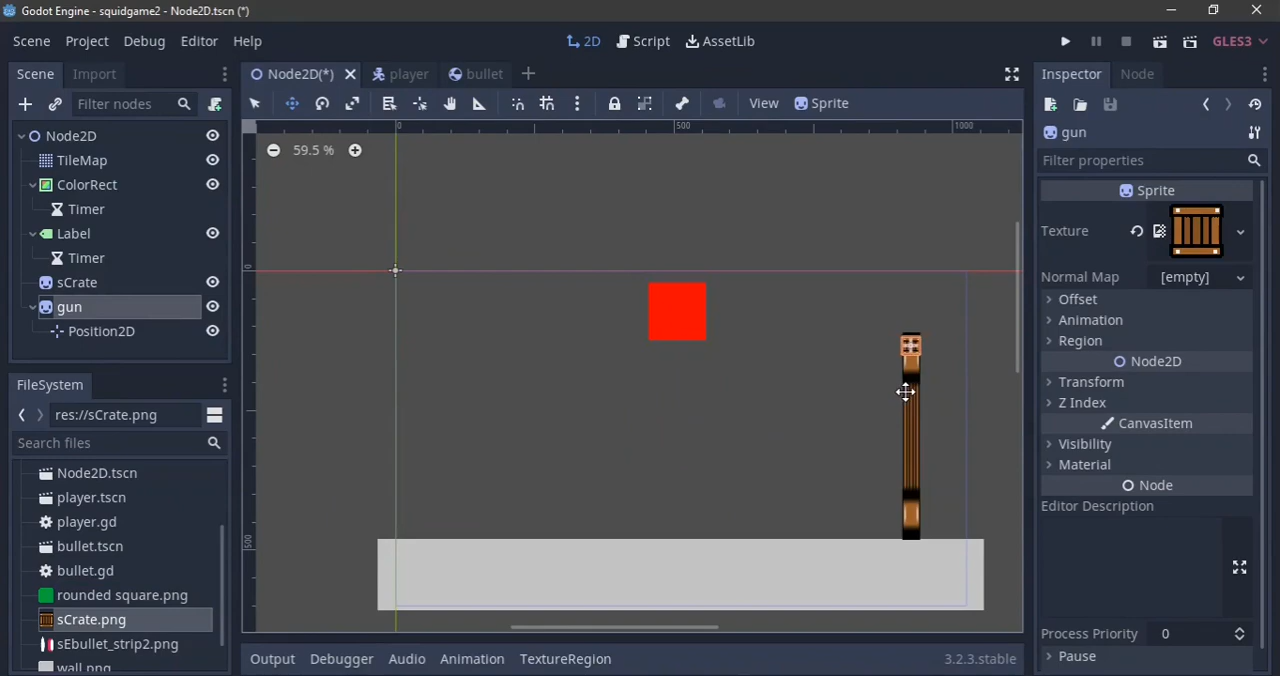 Godot Engine - squidgame2 - Node2D.tscn (*)
Scene Project Debug Editor Help
2D Script AssetLib
GLES3
Scene Import
Node2D(*) player bullet
Inspector Node
Filter nodes
View Sprite
Node2D
TileMap
ColorRect
Timer
Label
Timer
sCrate
gun
Position2D
0 500 1000
59.5 %
0
500
gun
Filter properties
Sprite
Texture
Normal Map [empty]
Offset
Animation
Region
Node2D
Transform
Z Index
CanvasItem
Visibility
Material
Node
Editor Description
Process Priority 0
Pause
FileSystem
res://sCrate.png
Search files
Node2D.tscn
player.tscn
player.gd
bullet.tscn
bullet.gd
rounded square.png
sCrate.png
sEbullet_strip2.png
wall.png
Output Debugger Audio Animation TextureRegion 3.2.3.stable